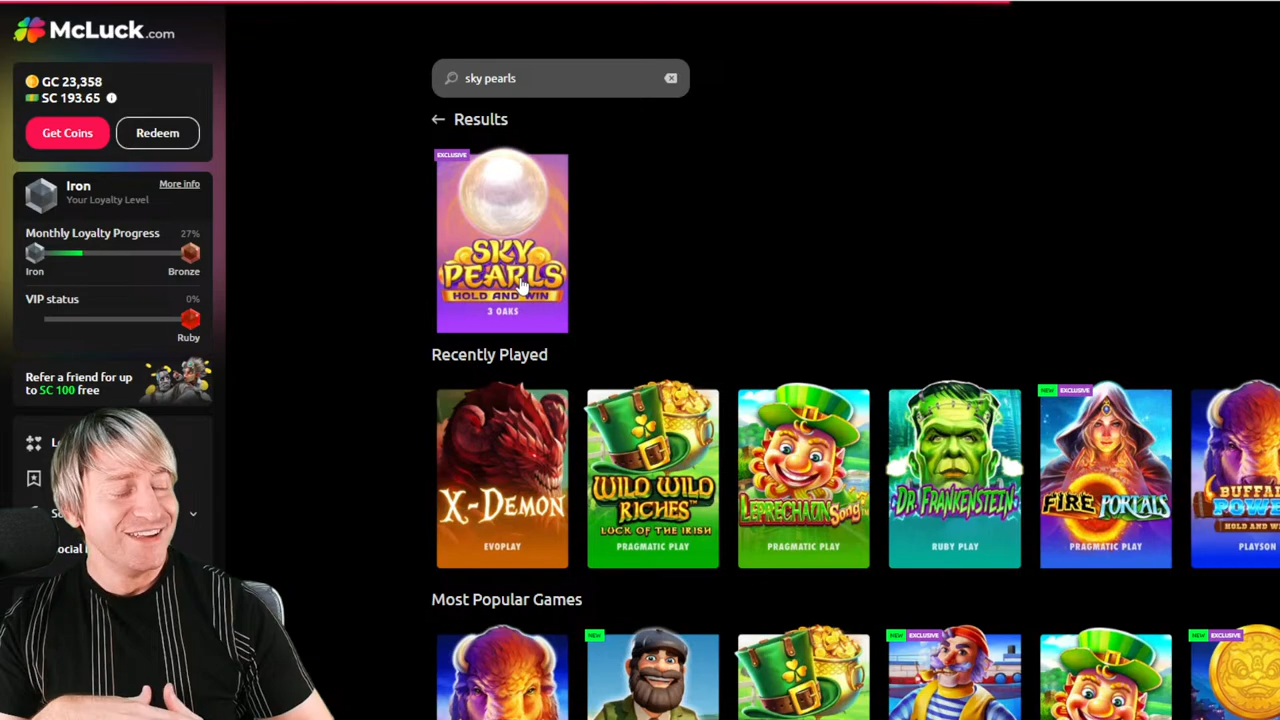 McLuck.com
GC 23,358
SC 193.65
Get Coins
Redeem
Iron
More info
Your Loyalty Level
Monthly Loyalty Progress
27%
Iron
Bronze
VIP status
0%
Ruby
Refer a friend for up
to SC 100 free
sky pearls
Results
EXCLUSIVE
SKY
PEARLS
HOLD AND WIN
3 OAKS
Recently Played
X-DEMON
EVOPLAY
WILD WILD
RICHES™
LUCK OF THE IRISH
PRAGMATIC PLAY
LEPRECHAUN Song™
PRAGMATIC PLAY
DR. FRANKENSTEIN
RUBY PLAY
NEW
EXCLUSIVE
FIRE PORTALS
PRAGMATIC PLAY
HOLD AND
PLAYSON
Most Popular Games
NEW
NEW
EXCLUSIVE
NEW
EXCLUSIVE